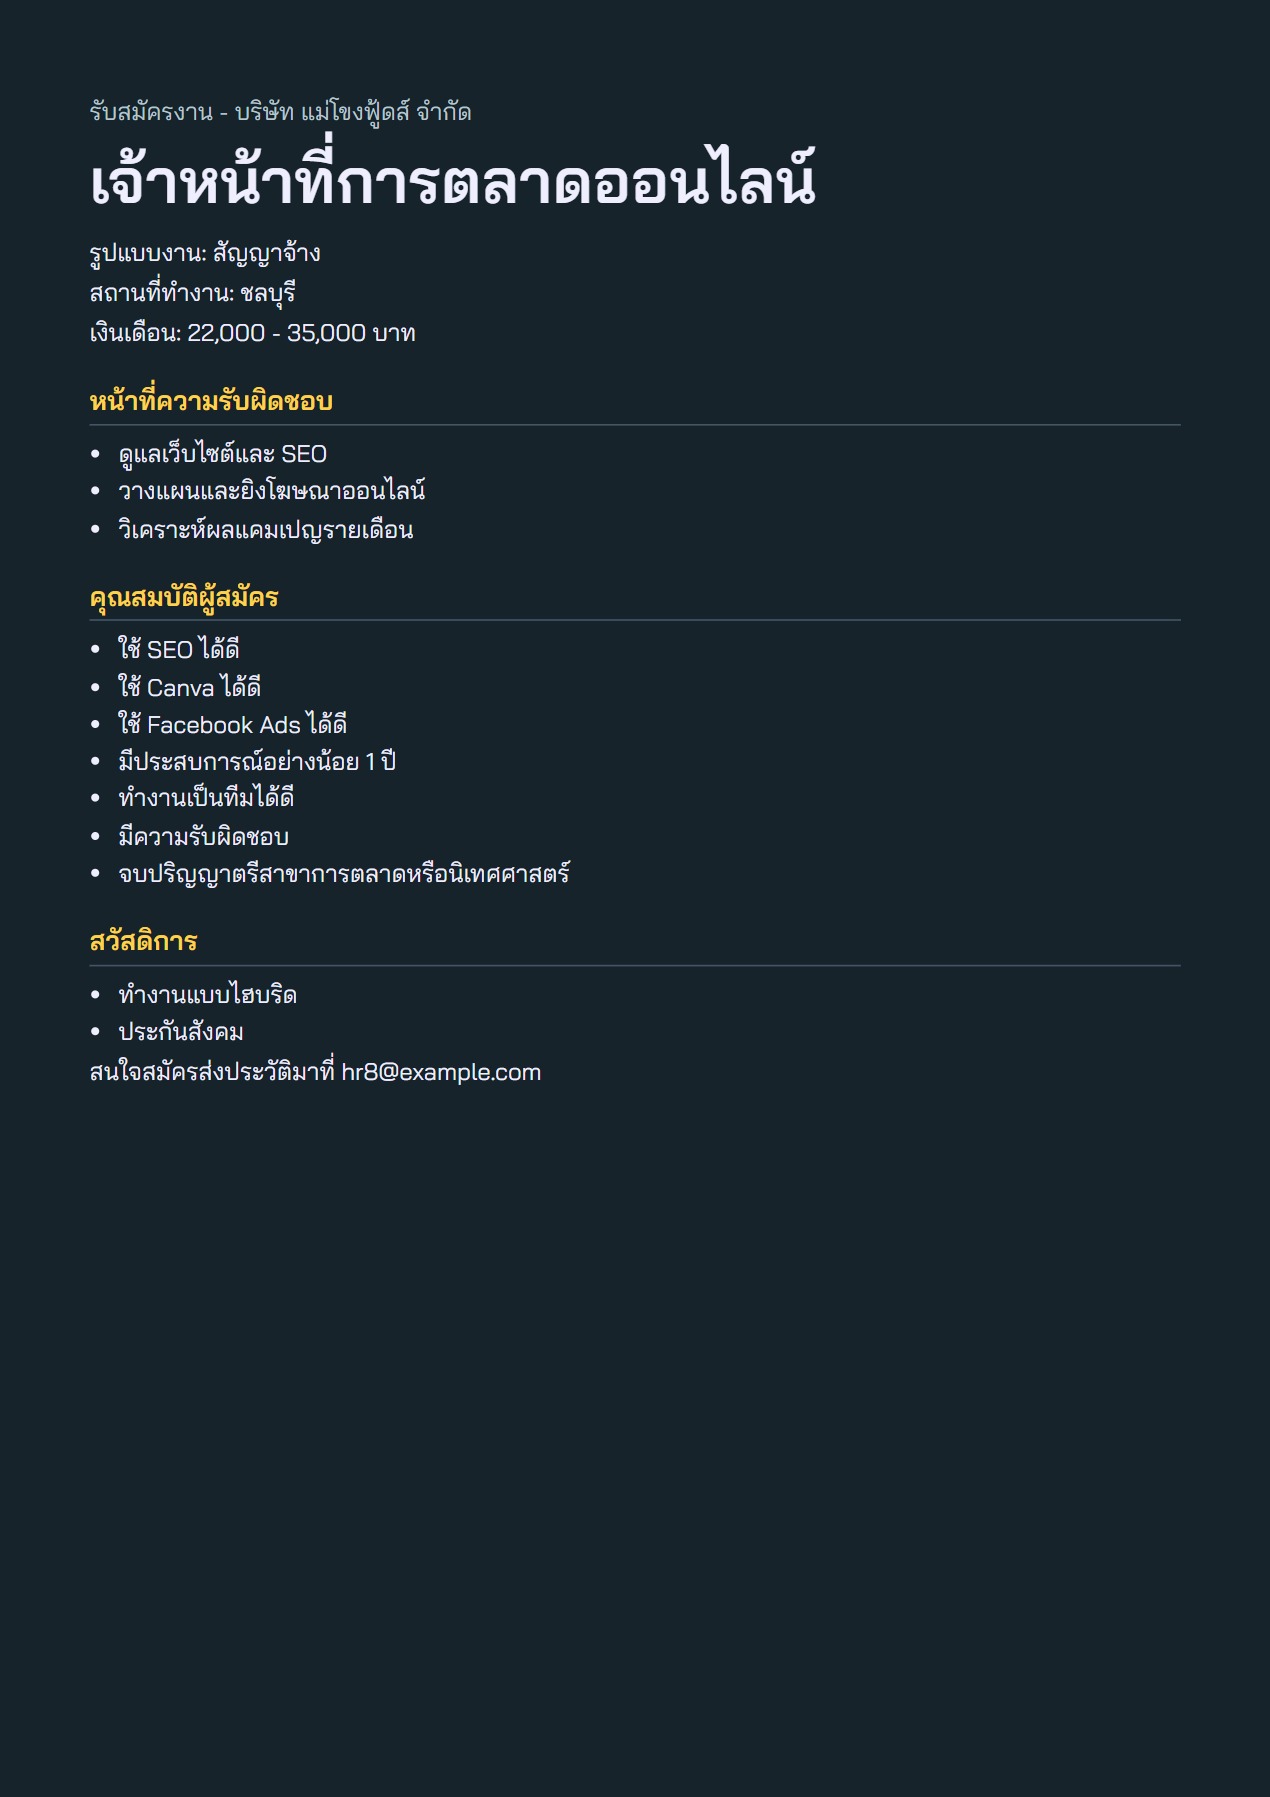 รับสมัครงาน - บริษัท แม่โขงฟู้ดส์ จำกัด
เจ้าหน้าที่การตลาดออนไลน์
รูปแบบงาน: สัญญาจ้าง
สถานที่ทำงาน: ชลบุรี
เงินเดือน: 22,000 - 35,000 บาท
หน้าที่ความรับผิดชอบ
• ดูแลเว็บไซต์และ SEO
• วางแผนและยิงโฆษณาออนไลน์
• วิเคราะห์ผลแคมเปญรายเดือน
คุณสมบัติผู้สมัคร
• ใช้ SEO ได้ดี
• ใช้ Canva ได้ดี
• ใช้ Facebook Ads ได้ดี
• มีประสบการณ์อย่างน้อย 1 ปี
• ทำงานเป็นทีมได้ดี
• มีความรับผิดชอบ
• จบปริญญาตรีสาขาการตลาดหรือนิเทศศาสตร์
สวัสดิการ
• ทำงานแบบไฮบริด
• ประกันสังคม
สนใจสมัครส่งประวัติมาที่ hr8@example.com